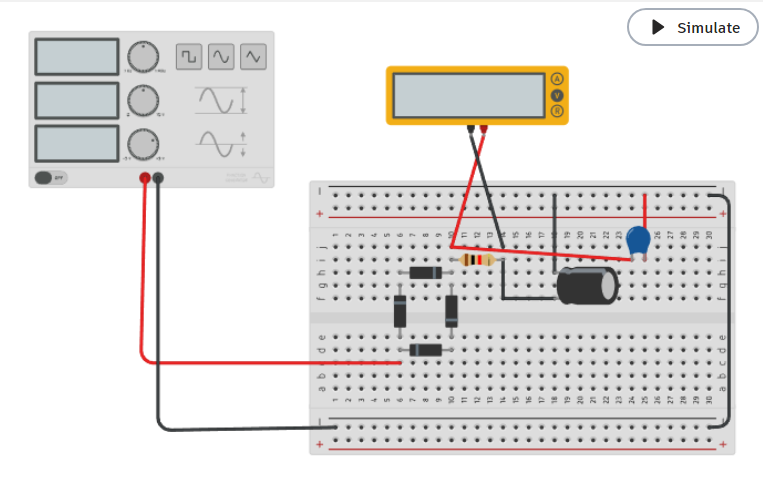 Simulate
A
V
R
OFF
− −
+ +
1 2 3 4 5 6 7 8 9 10 11 12 13 14 15 16 17 18 19 20 21 22 23 24 25 26 27 28 29 30
j j
i i
h h
g g
f f
e e
d d
c c
b b
a a
1 2 3 4 5 6 7 8 9 10 11 12 13 14 15 16 17 18 19 20 21 22 23 24 25 26 27 28 29 30
− −
+ +